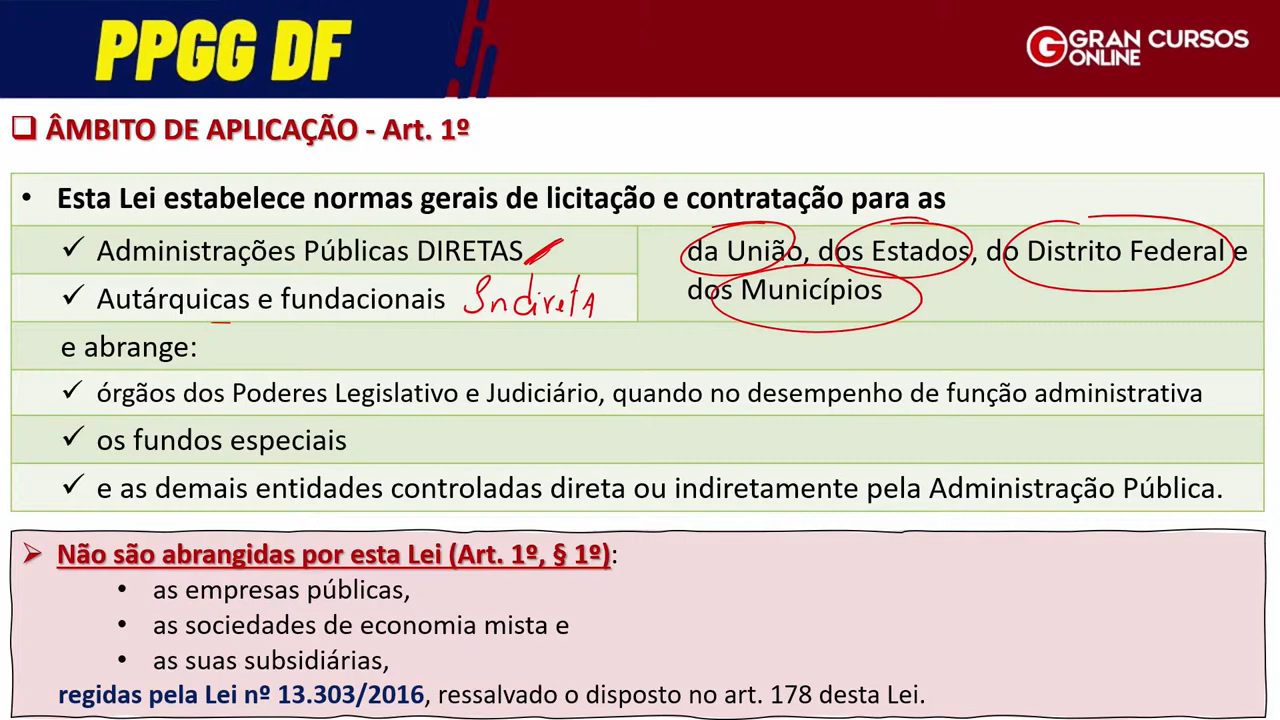 PPGG DF
GRAN CURSOS
ONLINE
ÂMBITO DE APLICAÇÃO - Art. 1º
• Esta Lei estabelece normas gerais de licitação e contratação para as
✓ Administrações Públicas DIRETAS
da União, dos Estados, do Distrito Federal e
dos Municípios
✓ Autárquicas e fundacionais IndiretA
e abrange:
✓ órgãos dos Poderes Legislativo e Judiciário, quando no desempenho de função administrativa
✓ os fundos especiais
✓ e as demais entidades controladas direta ou indiretamente pela Administração Pública.
Não são abrangidas por esta Lei (Art. 1º, § 1º):
• as empresas públicas,
• as sociedades de economia mista e
• as suas subsidiárias,
regidas pela Lei nº 13.303/2016, ressalvado o disposto no art. 178 desta Lei.